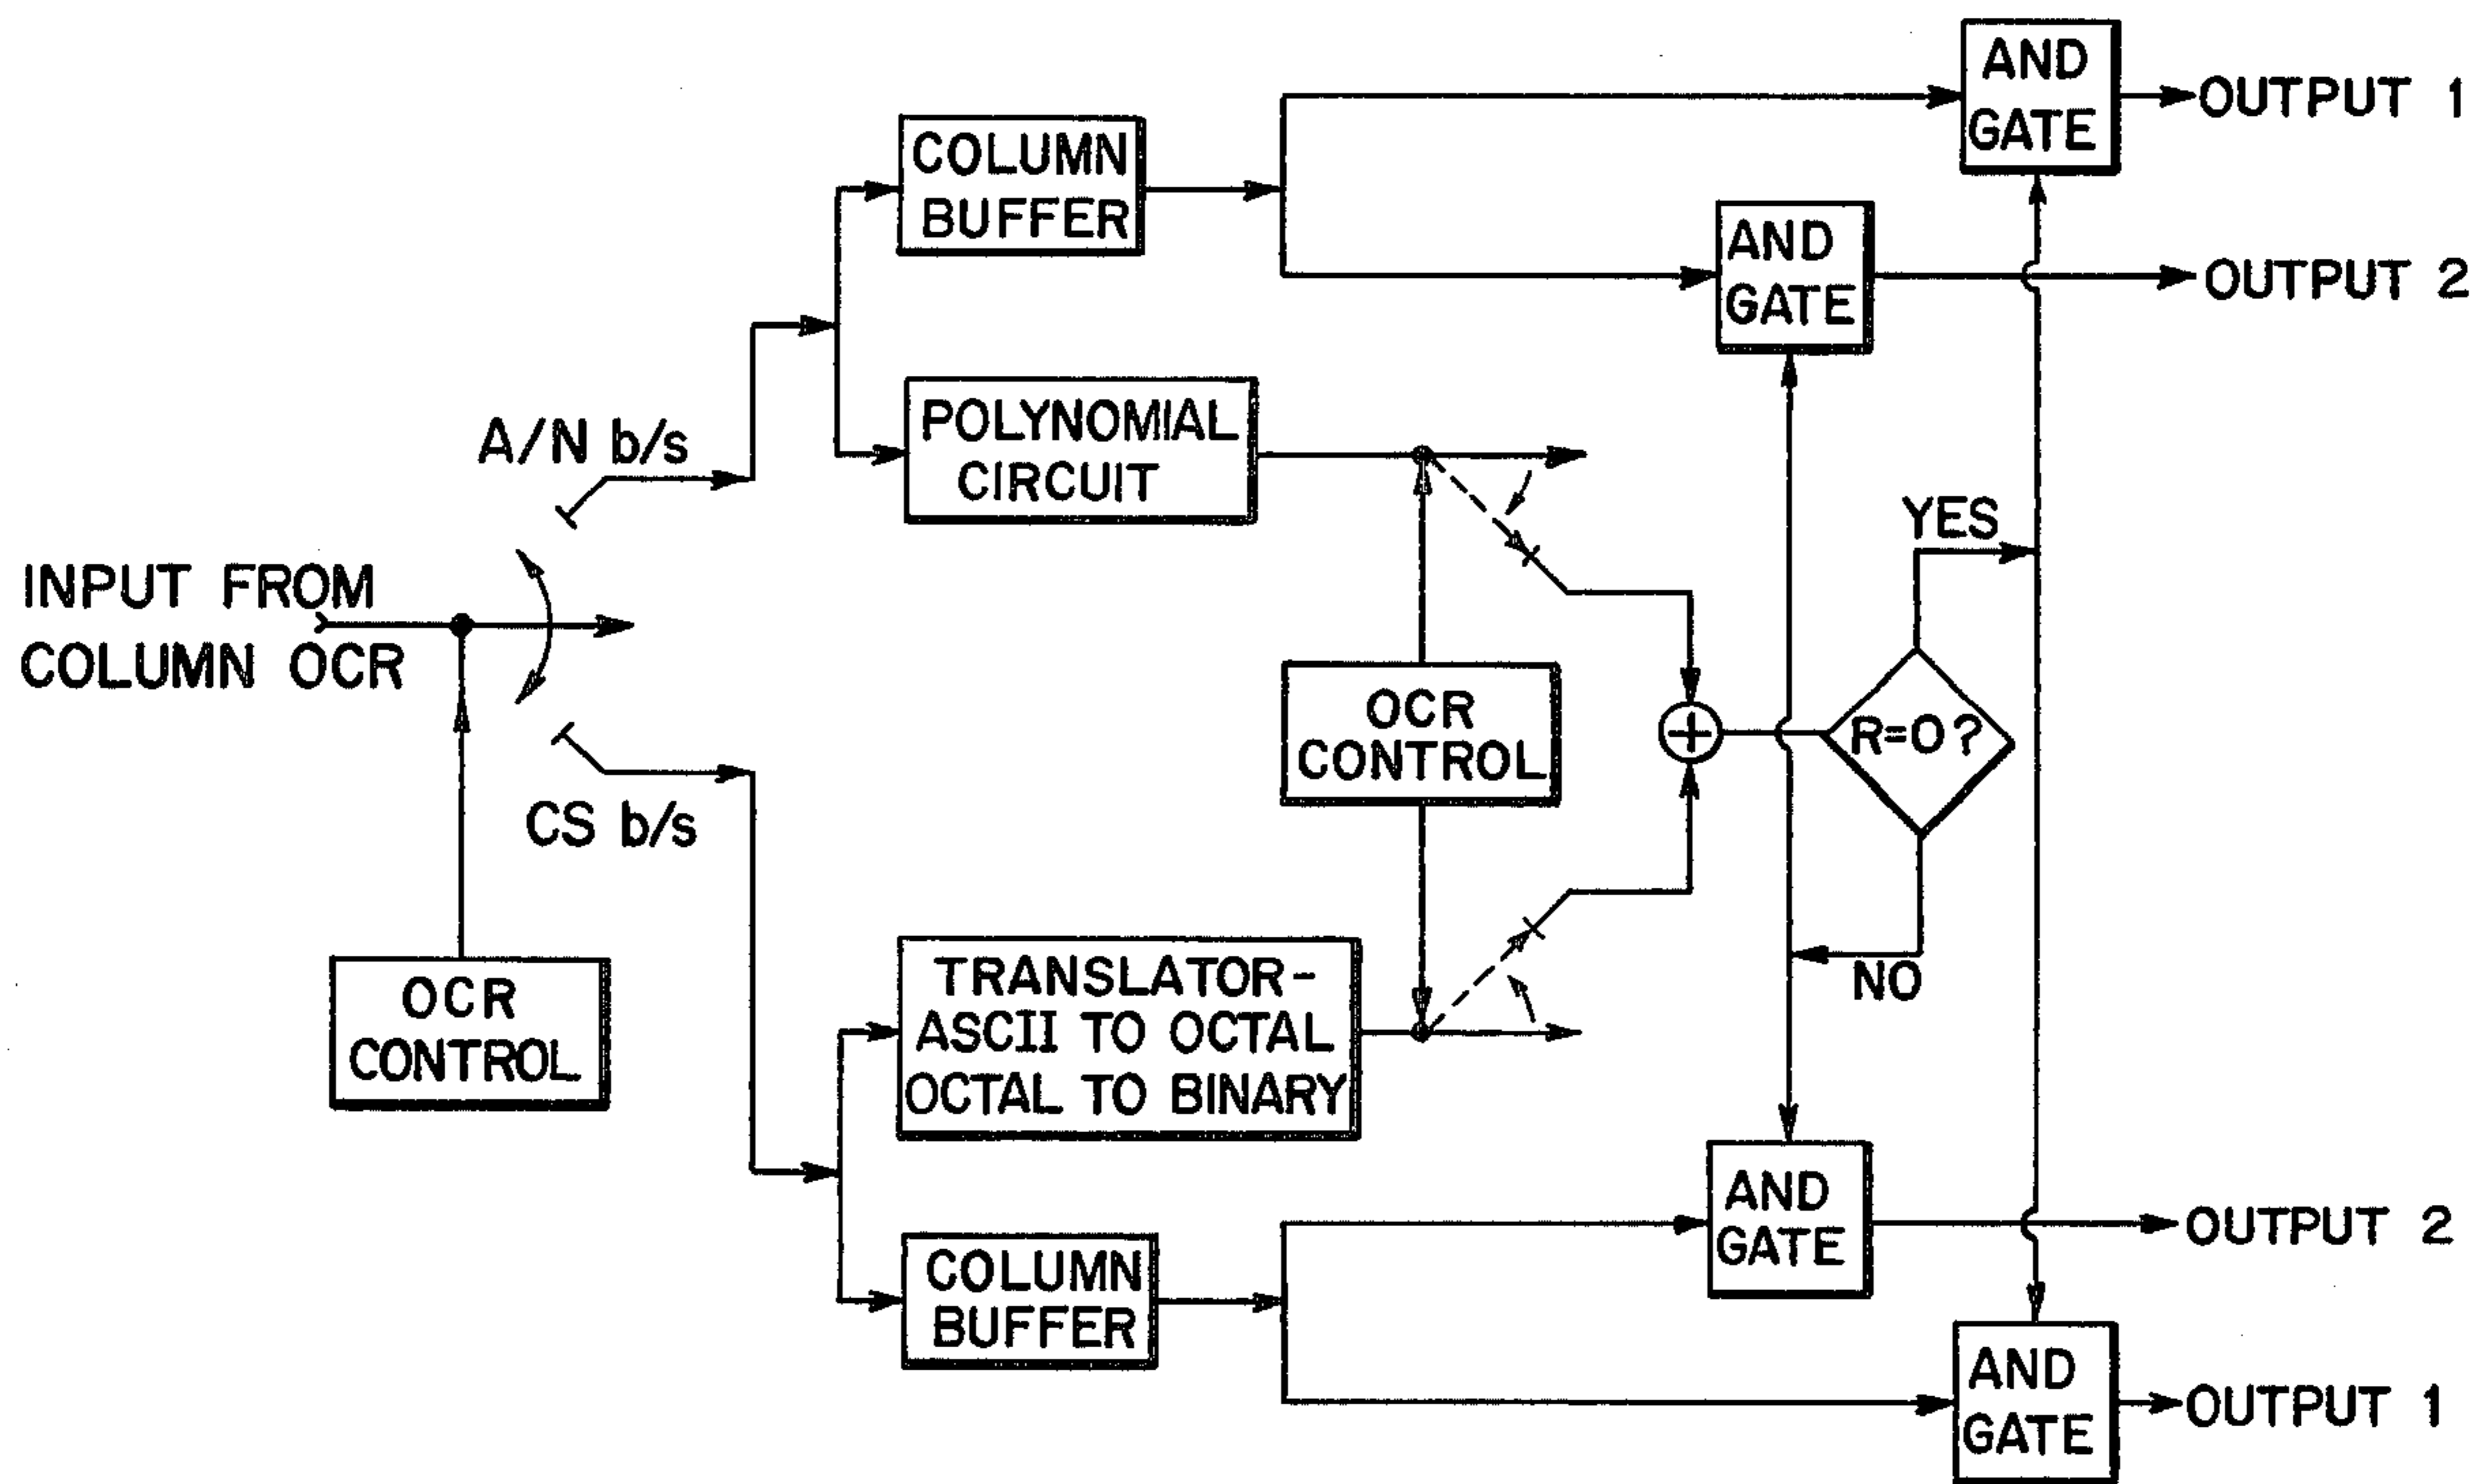 AND
GATE
OUTPUT 1
COLUMN
BUFFER
AND
GATE
OUTPUT 2
A/N b/s
POLYNOMIAL
CIRCUIT
YES
INPUT FROM
COLUMN OCR
OCR
CONTROL
+
R=0?
CS b/s
NO
OCR
CONTROL
TRANSLATOR-
ASCII TO OCTAL
OCTAL TO BINARY
AND
GATE
OUTPUT 2
COLUMN
BUFFER
AND
GATE
OUTPUT 1